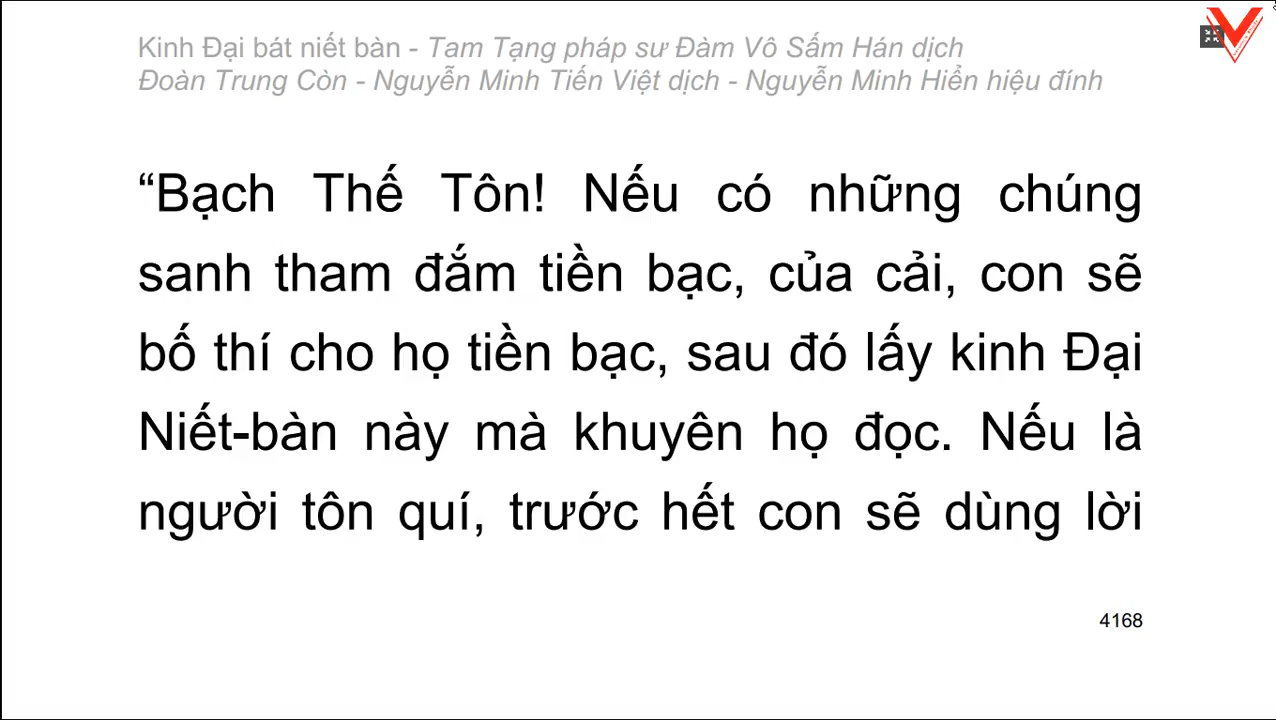 Kinh Đại bát niết bàn - Tam Tạng pháp sư Đàm Vô Sấm Hán dịch
Đoàn Trung Còn - Nguyễn Minh Tiến Việt dịch - Nguyễn Minh Hiển hiệu đính
“Bạch Thế Tôn! Nếu có những chúng
sanh tham đắm tiền bạc, của cải, con sẽ
bố thí cho họ tiền bạc, sau đó lấy kinh Đại
Niết-bàn này mà khuyên họ đọc. Nếu là
người tôn quí, trước hết con sẽ dùng lời
4168